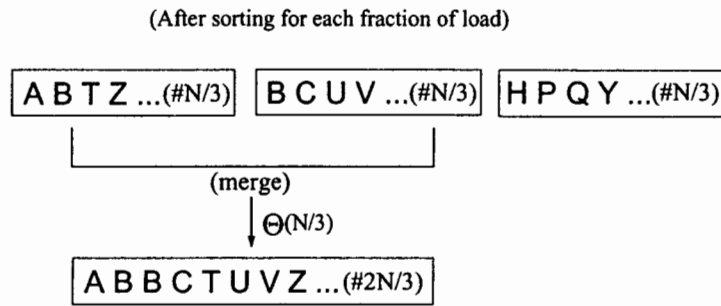 (After sorting for each fraction of load)
A B T Z ...(#N/3) B C U V ...(#N/3) H P Q Y ...(#N/3)
(merge)
Θ(N/3)
A B B C T U V Z ...(#2N/3)